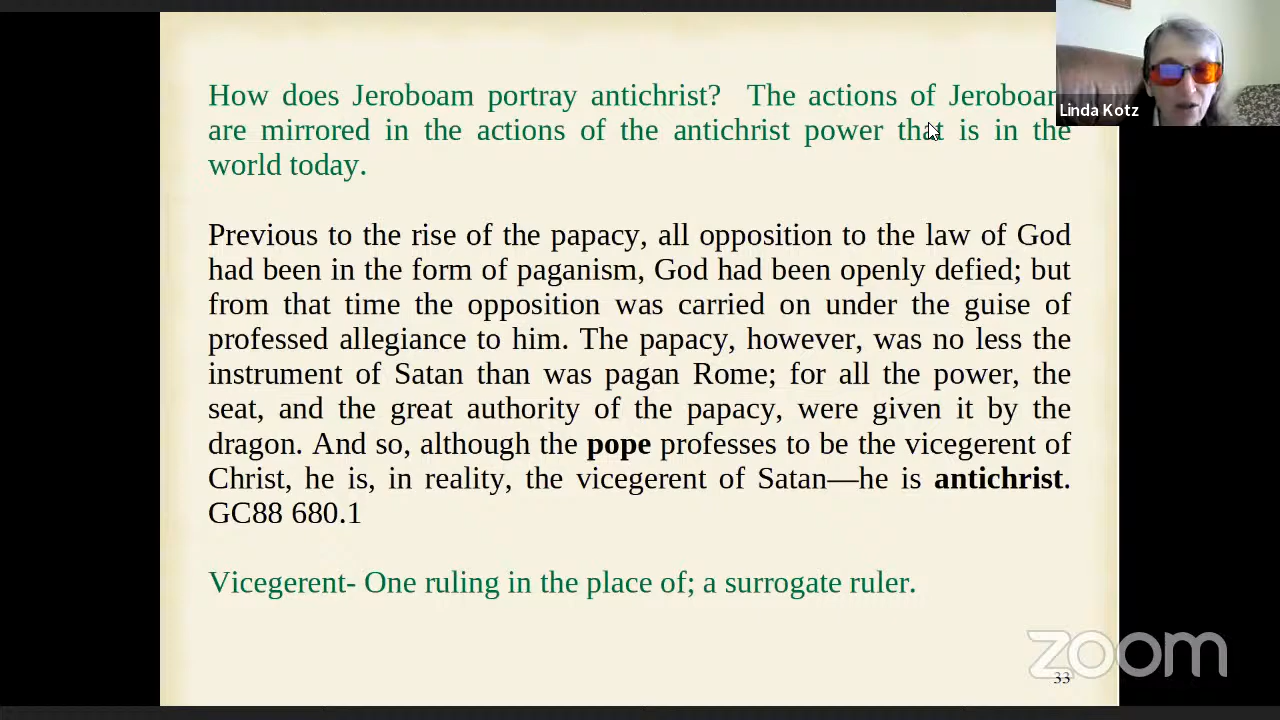 How does Jeroboam portray antichrist? The actions of Jeroboam
are mirrored in the actions of the antichrist power that is in the
world today.
Previous to the rise of the papacy, all opposition to the law of God
had been in the form of paganism, God had been openly defied; but
from that time the opposition was carried on under the guise of
professed allegiance to him. The papacy, however, was no less the
instrument of Satan than was pagan Rome; for all the power, the
seat, and the great authority of the papacy, were given it by the
dragon. And so, although the pope professes to be the vicegerent of
Christ, he is, in reality, the vicegerent of Satan—he is antichrist.
GC88 680.1
Vicegerent- One ruling in the place of; a surrogate ruler.
Linda Kotz
zoom
33